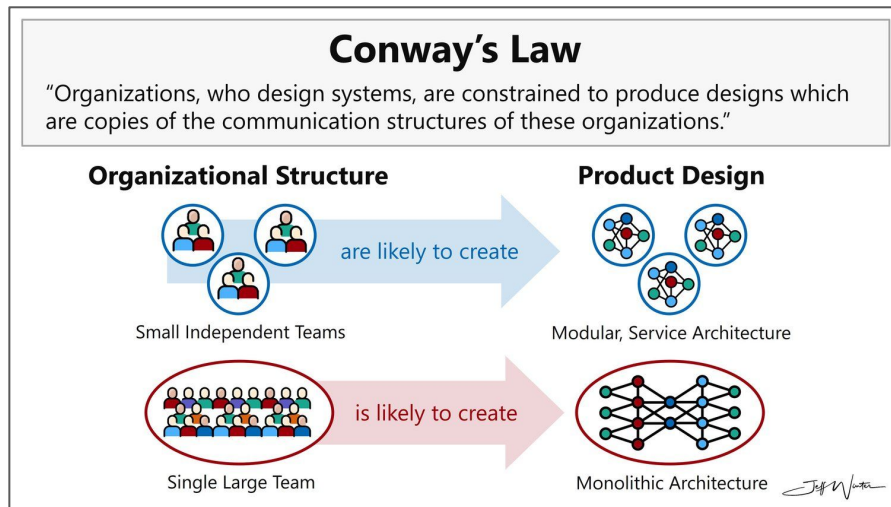 Conway's Law
“Organizations, who design systems, are constrained to produce designs which
are copies of the communication structures of these organizations.”
Organizational Structure
Product Design
are likely to create
Small Independent Teams
Modular, Service Architecture
is likely to create
Single Large Team
Monolithic Architecture
Jeff Winter